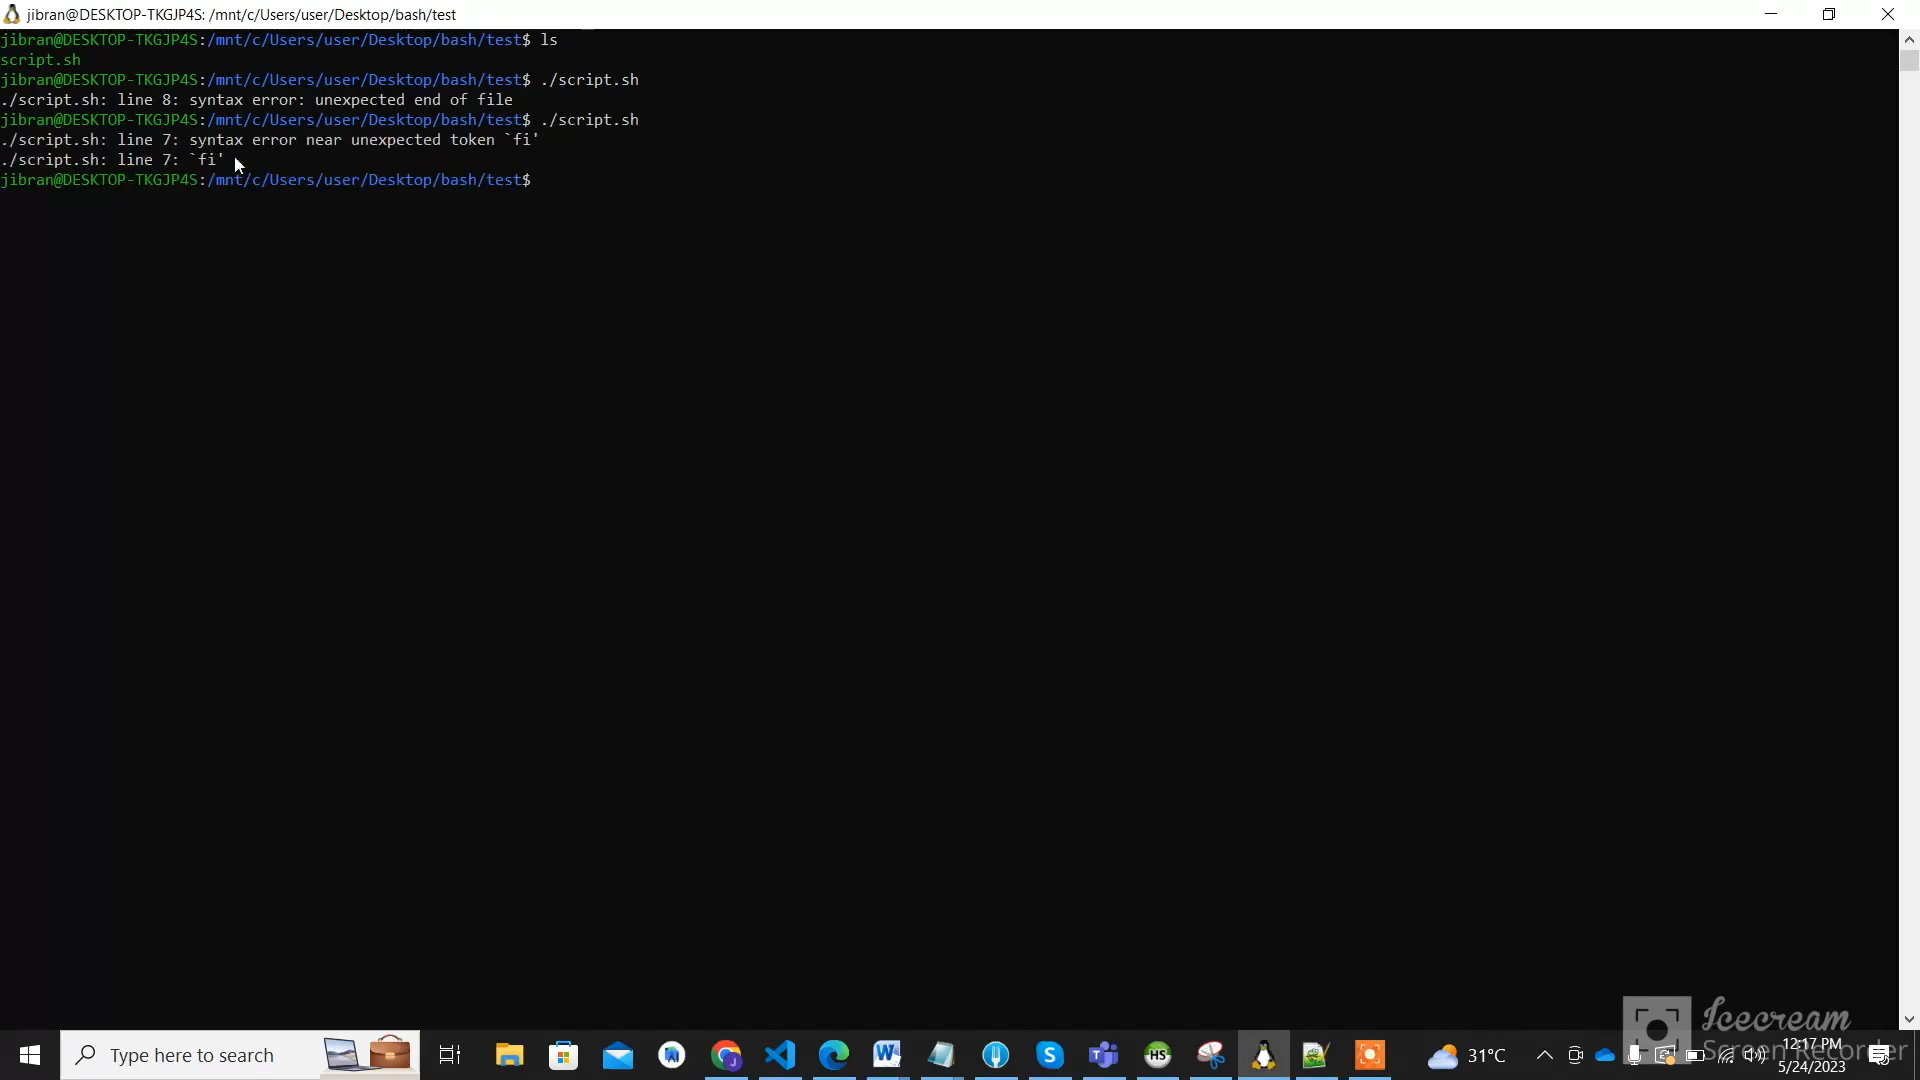 jibran@DESKTOP-TKGJP4S: /mnt/c/Users/user/Desktop/bash/test
jibran@DESKTOP-TKGJP4S:/mnt/c/Users/user/Desktop/bash/test$ ls
script.sh
jibran@DESKTOP-TKGJP4S:/mnt/c/Users/user/Desktop/bash/test$ ./script.sh
./script.sh: line 8: syntax error: unexpected end of file
jibran@DESKTOP-TKGJP4S:/mnt/c/Users/user/Desktop/bash/test$ ./script.sh
./script.sh: line 7: syntax error near unexpected token `fi'
./script.sh: line 7: `fi'
jibran@DESKTOP-TKGJP4S:/mnt/c/Users/user/Desktop/bash/test$
Icecream
Screen Recorder
Type here to search
W
S
HS
31°C
12:17 PM
5/24/2023